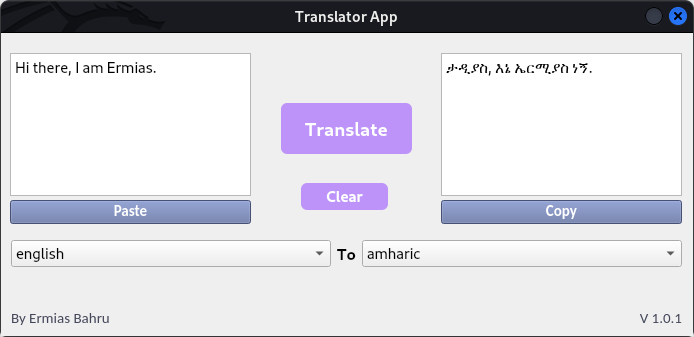 Translator App
Hi there, I am Ermias.
ታዲያስ, እኔ ኤርሚያስ ነኝ.
Translate
Clear
Paste
Copy
english
To
amharic
By Ermias Bahru
V 1.0.1